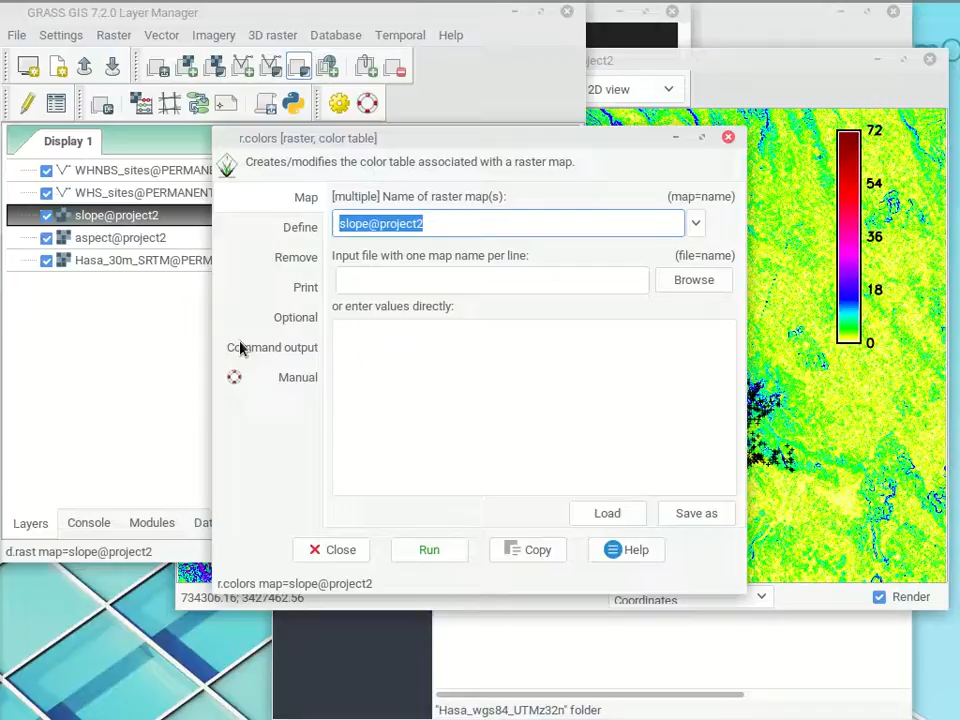 GRASS GIS 7.2.0 Layer Manager
File Settings Raster Vector Imagery 3D raster Database Temporal Help
ject2
2D view
Display 1
WHNBS_sites@PERMANE
WHS_sites@PERMANENT
slope@project2
aspect@project2
Hasa_30m_SRTM@PERM
r.colors [raster, color table]
Creates/modifies the color table associated with a raster map.
Map
Define
Remove
Print
Optional
Command output
Manual
[multiple] Name of raster map(s): (map=name)
slope@project2
Input file with one map name per line: (file=name)
Browse
or enter values directly:
Load Save as
Close Run Copy Help
r.colors map=slope@project2
72
54
36
18
0
Layers Console Modules Dat
d.rast map=slope@project2
734306.16; 3427462.56
Coordinates
Render
"Hasa_wgs84_UTMz32n" folder